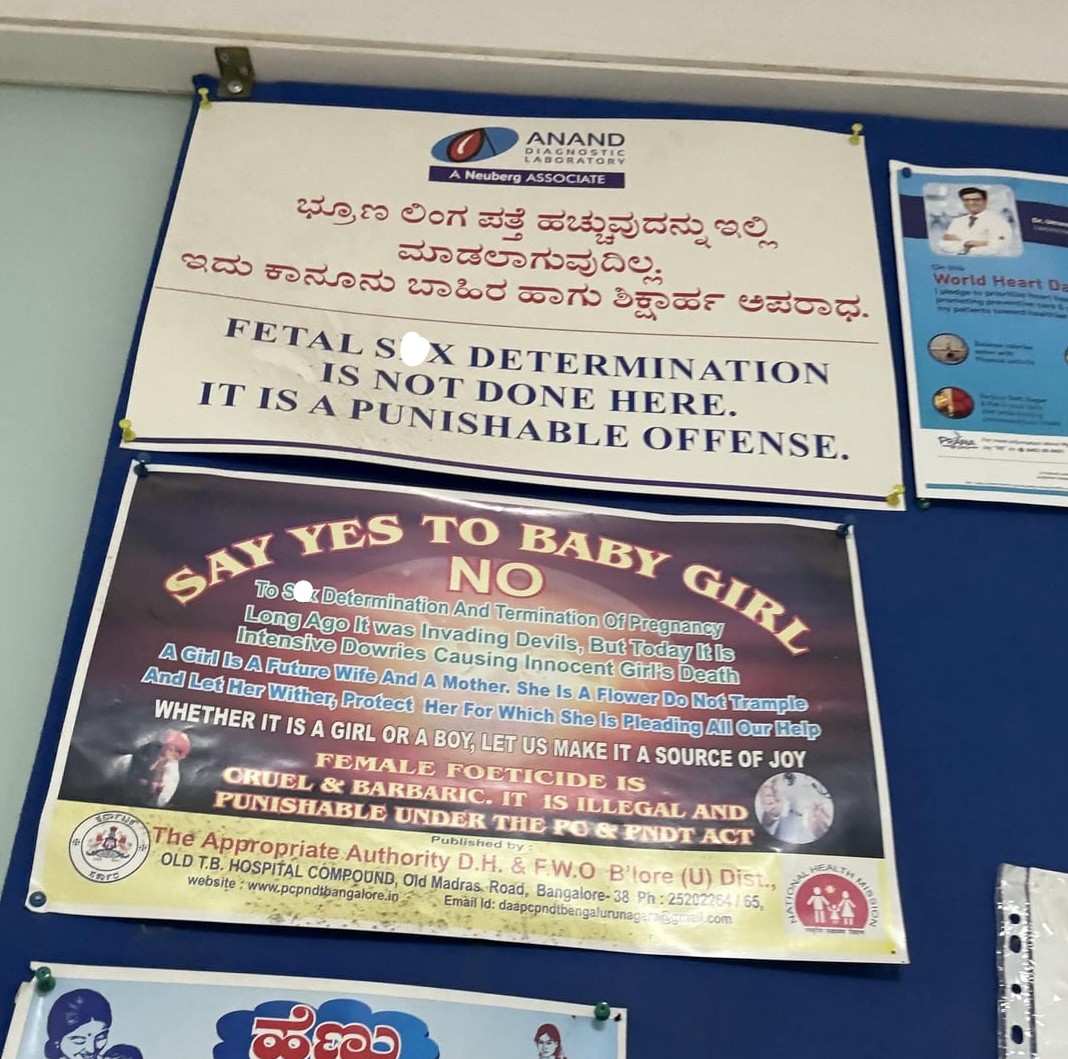 ANAND
DIAGNOSTIC
LABORATORY
A Neuberg ASSOCIATE
ಭ್ರೂಣ ಲಿಂಗ ಪತ್ತೆ ಹಚ್ಚುವುದನ್ನು ಇಲ್ಲಿ
ಮಾಡಲಾಗುವುದಿಲ್ಲ.
ಇದು ಕಾನೂನು ಬಾಹಿರ ಹಾಗು ಶಿಕ್ಷಾರ್ಹ ಅಪರಾಧ.
FETAL S X DETERMINATION
IS NOT DONE HERE.
IT IS A PUNISHABLE OFFENSE.
World Heart Da
SAY YES TO BABY GIRL
NO
To S x Determination And Termination Of Pregnancy
Long Ago It was Invading Devils, But Today It Is
Intensive Dowries Causing Innocent Girl's Death
A Girl Is A Future Wife And A Mother. She Is A Flower Do Not Trample
And Let Her Wither, Protect Her For Which She Is Pleading All Our Help
WHETHER IT IS A GIRL OR A BOY, LET US MAKE IT A SOURCE OF JOY
FEMALE FOETICIDE IS
CRUEL & BARBARIC. IT IS ILLEGAL AND
PUNISHABLE UNDER THE PC & PNDT ACT
Published by :
The Appropriate Authority D.H. & F.W.O B'lore (U) Dist.,
OLD T.B. HOSPITAL COMPOUND, Old Madras Road, Bangalore- 38 Ph : 25202264 / 65,
website : www.pcpndtbangalore.in Email Id: daapcpndtbengalurunagara@gmail.com
NATIONAL HEALTH MISSION
ಹೆಣ್ಣು